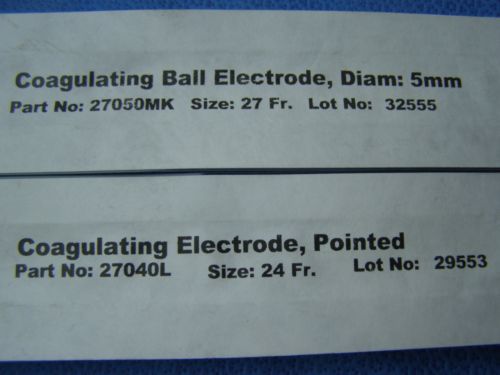 Coagulating Ball Electrode, Diam: 5mm
Part No: 27050MK Size: 27 Fr. Lot No: 32555
Coagulating Electrode, Pointed
Part No: 27040L Size: 24 Fr. Lot No: 29553